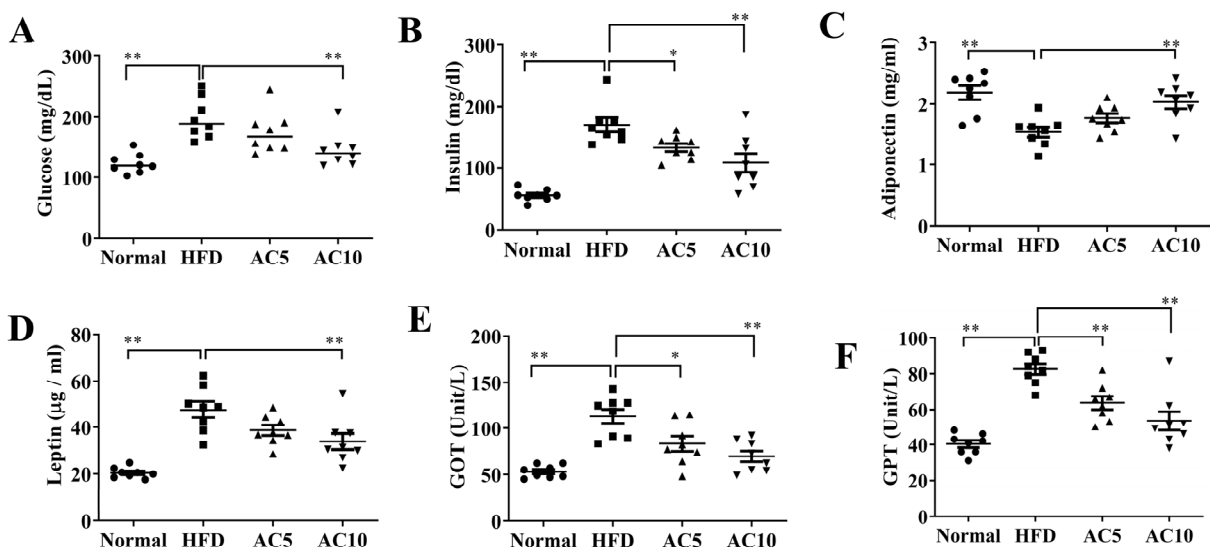 A
Glucose (mg/dL)
300
200
100
0
** **
Normal HFD AC5 AC10
B
Insulin (mg/dl)
300
200
100
0
** * **
Normal HFD AC5 AC10
C
Adiponectin (mg/ml)
3
2
1
0
** **
Normal HFD AC5 AC10
D
Leptin (μg / ml)
80
60
40
20
0
** **
Normal HFD AC5 AC10
E
GOT (Unit/L)
200
150
100
50
0
** * **
Normal HFD AC5 AC10
F
GPT (Unit/L)
100
80
60
40
20
0
** ** **
Normal HFD AC5 AC10